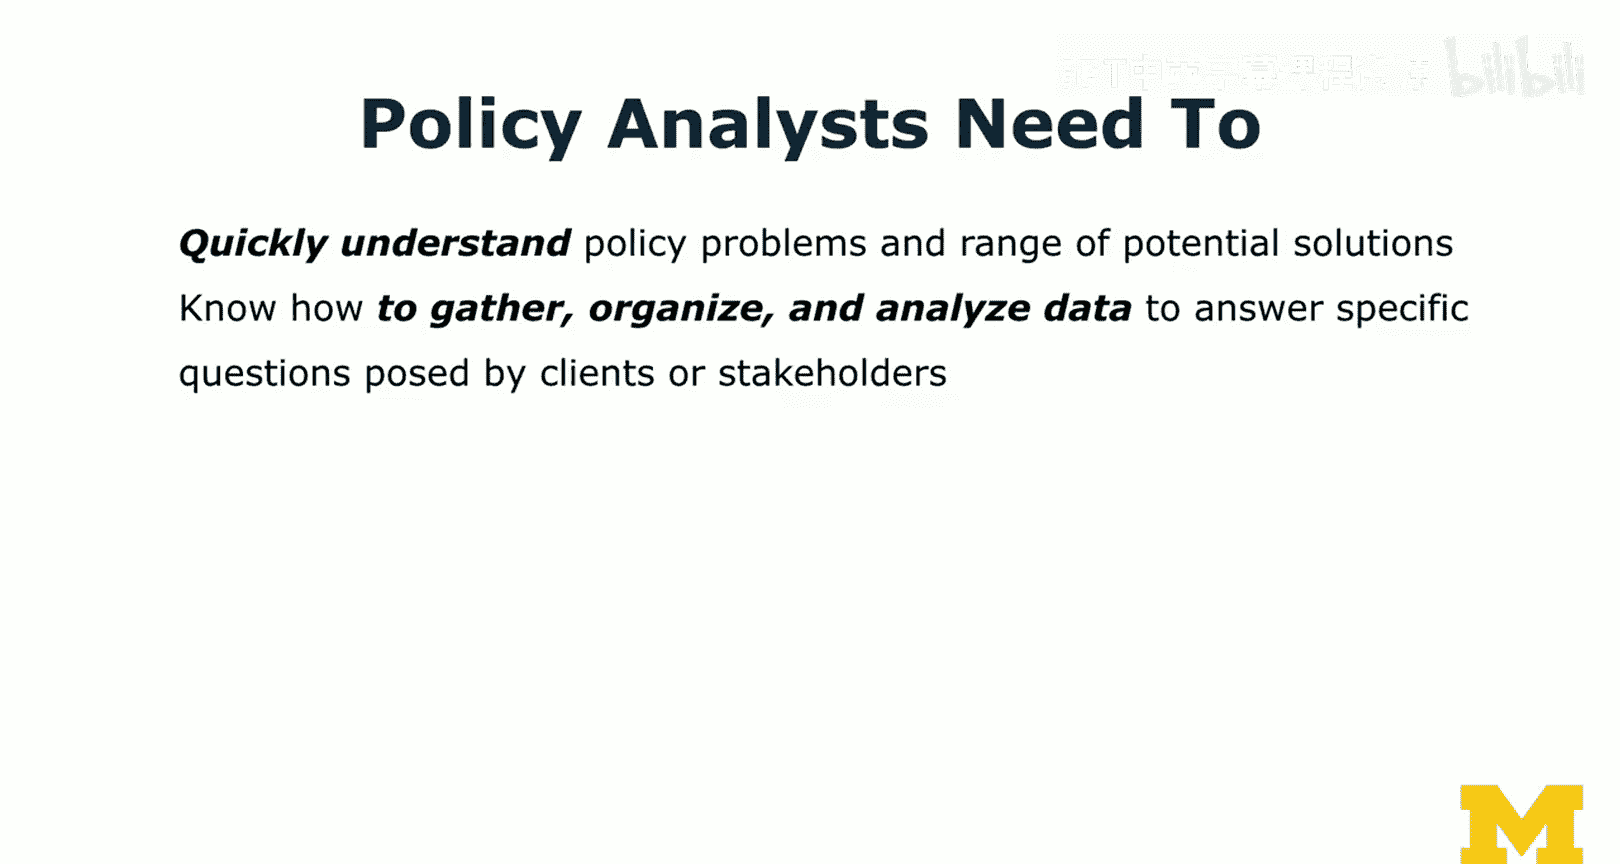 bilibili
Policy Analysts Need To
Quickly understand policy problems and range of potential solutions
Know how to gather, organize, and analyze data to answer specific
questions posed by clients or stakeholders
M